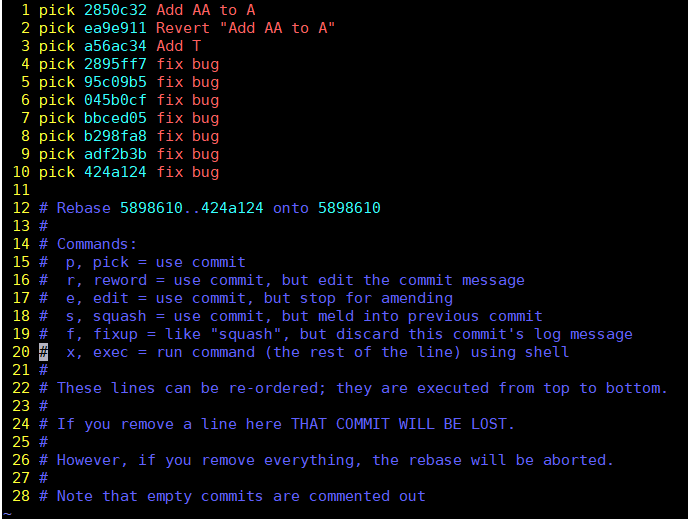 1 pick 2850c32 Add AA to A
2 pick ea9e911 Revert "Add AA to A"
3 pick a56ac34 Add T
4 pick 2895ff7 fix bug
5 pick 95c09b5 fix bug
6 pick 045b0cf fix bug
7 pick bbced05 fix bug
8 pick b298fa8 fix bug
9 pick adf2b3b fix bug
10 pick 424a124 fix bug
11
12 # Rebase 5898610..424a124 onto 5898610
13 #
14 # Commands:
15 #  p, pick = use commit
16 #  r, reword = use commit, but edit the commit message
17 #  e, edit = use commit, but stop for amending
18 #  s, squash = use commit, but meld into previous commit
19 #  f, fixup = like "squash", but discard this commit's log message
20 #  x, exec = run command (the rest of the line) using shell
21 #
22 # These lines can be re-ordered; they are executed from top to bottom.
23 #
24 # If you remove a line here THAT COMMIT WILL BE LOST.
25 #
26 # However, if you remove everything, the rebase will be aborted.
27 #
28 # Note that empty commits are commented out
~